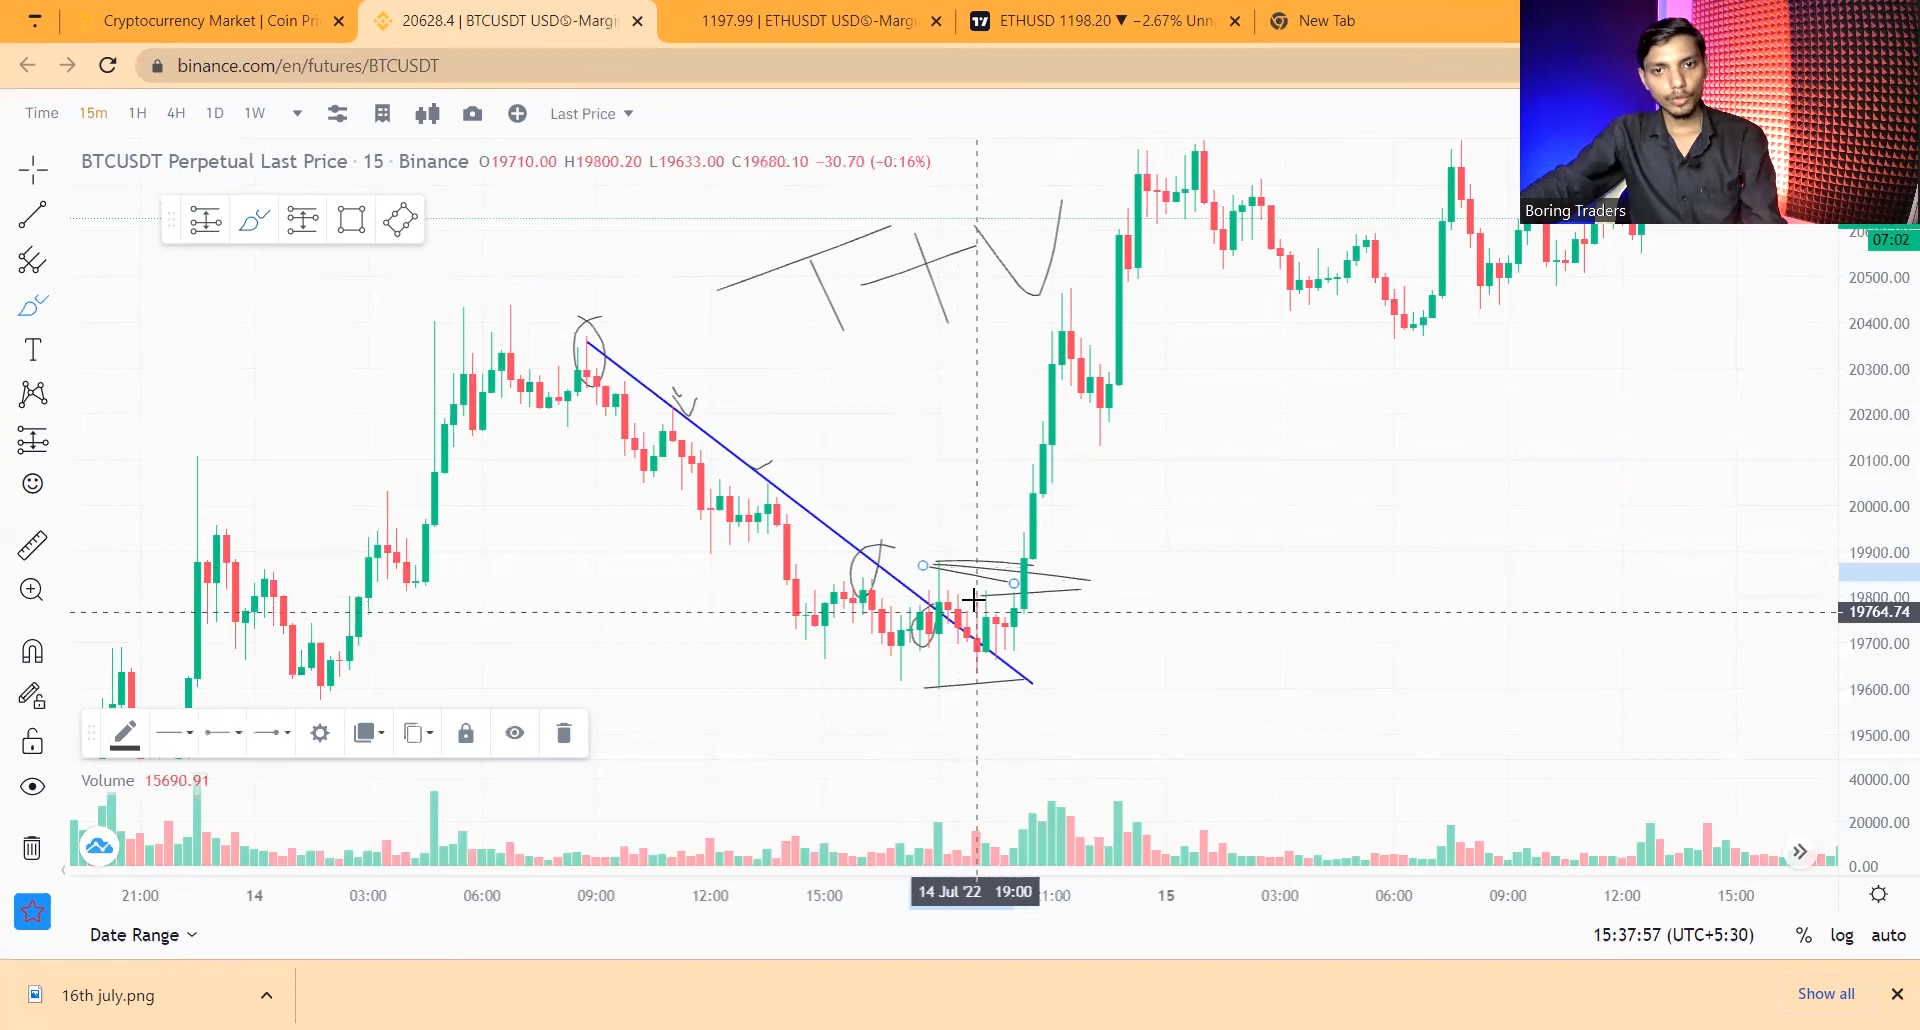 Cryptocurrency Market | Coin Pri
20628.4 | BTCUSDT USD®-Margi
1197.99 | ETHUSDT USD®-Margi
ETHUSD 1198.20 ▼ −2.67% Unna
New Tab
binance.com/en/futures/BTCUSDT
Time 15m 1H 4H 1D 1W Last Price
BTCUSDT Perpetual Last Price · 15 · Binance O19710.00 H19800.20 L19633.00 C19680.10 −30.70 (−0.16%)
Boring Traders
07:02
TTV
20500.00
20400.00
20300.00
20200.00
20100.00
20000.00
19900.00
19800.00
19764.74
19700.00
19600.00
19500.00
Volume 15690.91
40000.00
20000.00
0.00
21:00 14 03:00 06:00 09:00 12:00 15:00 14 Jul '22 19:00 15 03:00 06:00 09:00 12:00 15:00
Date Range
15:37:57 (UTC+5:30) % log auto
16th july.png
Show all